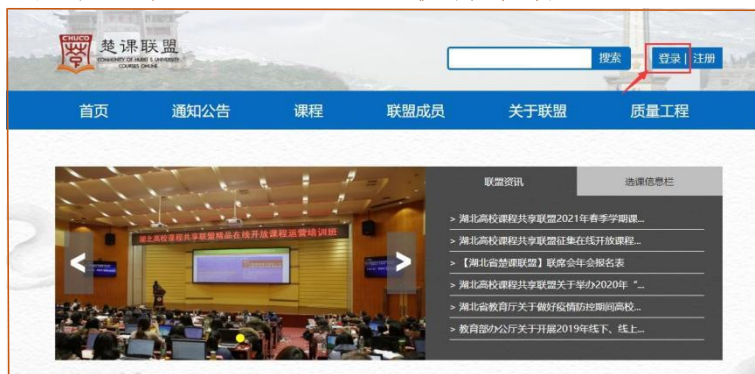 CHUCO
楚课联盟
COMMUNITY OF HUBEI'S UNIVERSITY
COURSES ONLINE
搜索
登录 | 注册
首页 通知公告 课程 联盟成员 关于联盟 质量工程
湖北高校课程共享联盟精品在线开放课程运营培训班
< >
联盟资讯 选课信息栏
> 湖北高校课程共享联盟2021年春季学期课...
> 湖北高校课程共享联盟征集在线开放课程...
> 【湖北省楚课联盟】联席会年会报名表
> 湖北高校课程共享联盟关于举办2020年“...
> 湖北省教育厅关于做好疫情防控期间高校...
> 教育部办公厅关于开展2019年线下、线上...